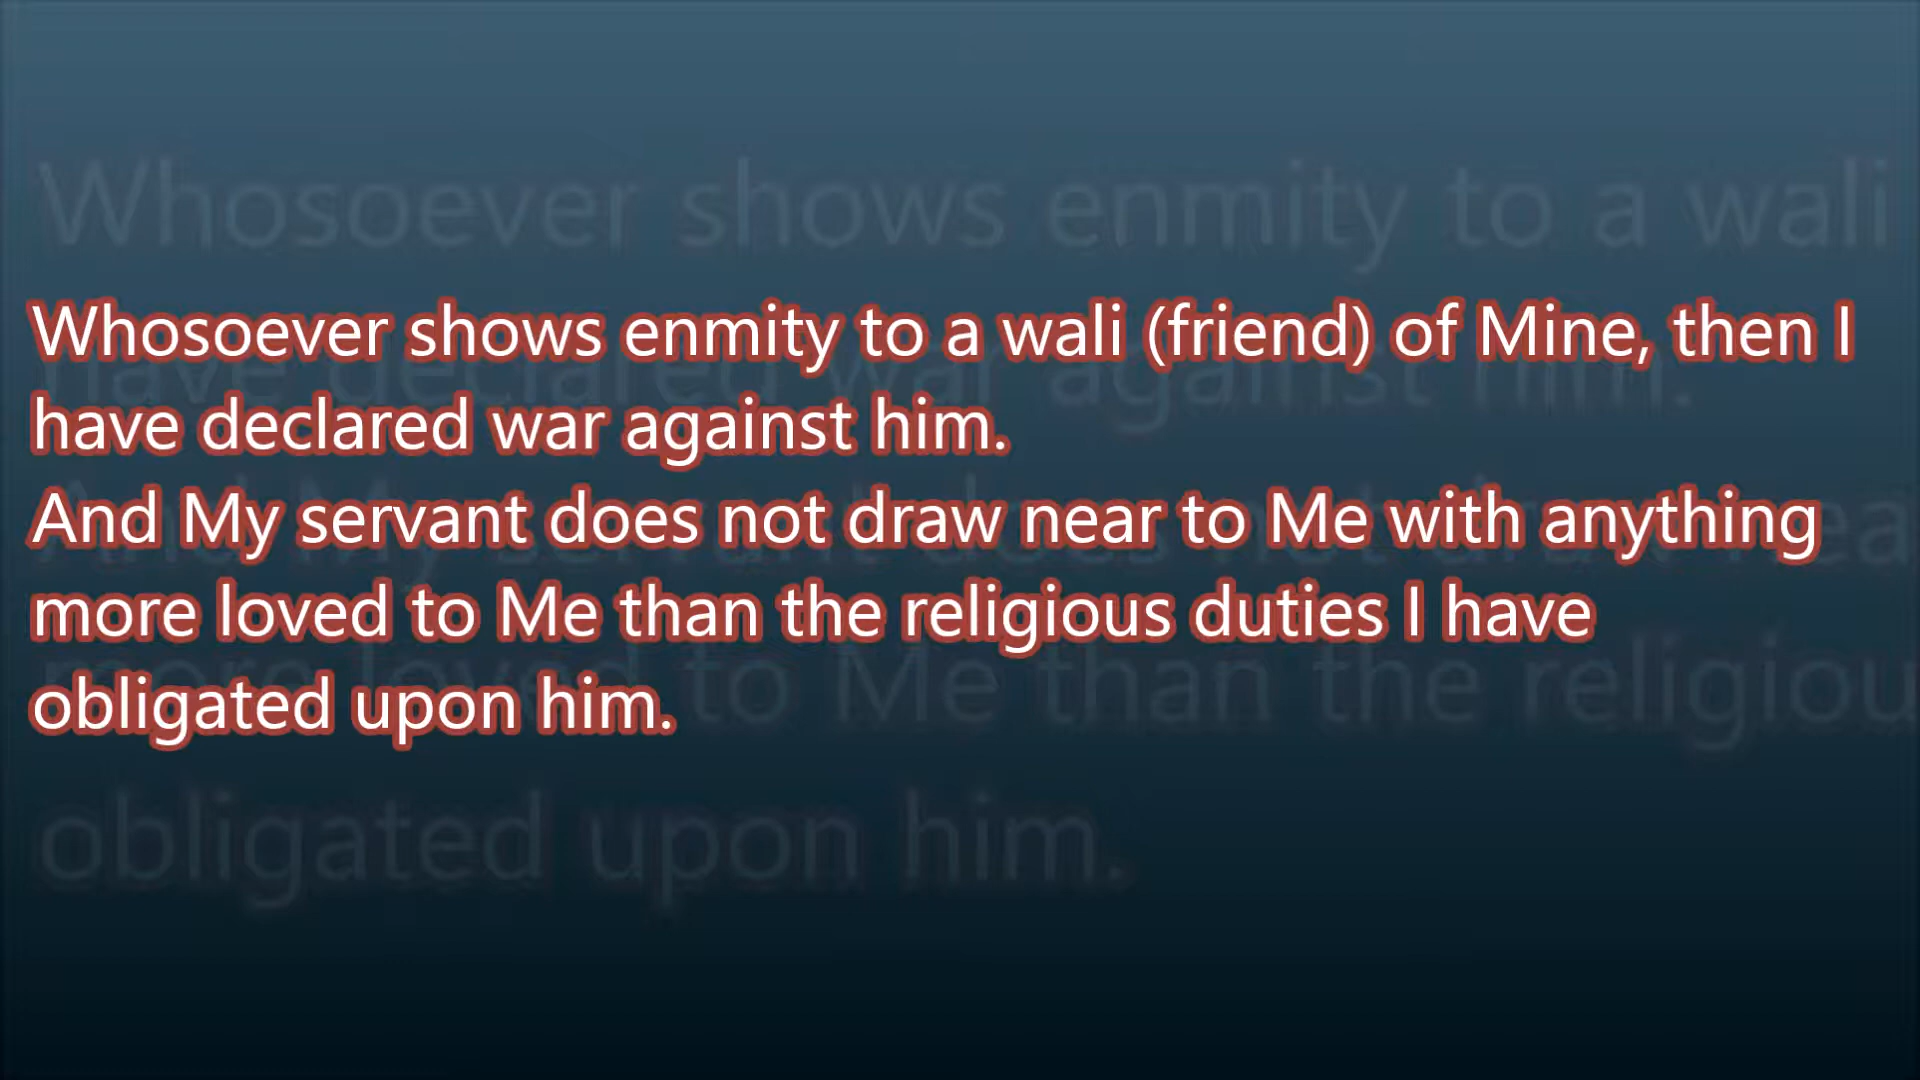 Whosoever shows enmity to a wali (friend) of Mine, then I
have declared war against him.
And My servant does not draw near to Me with anything
more loved to Me than the religious duties I have
obligated upon him.